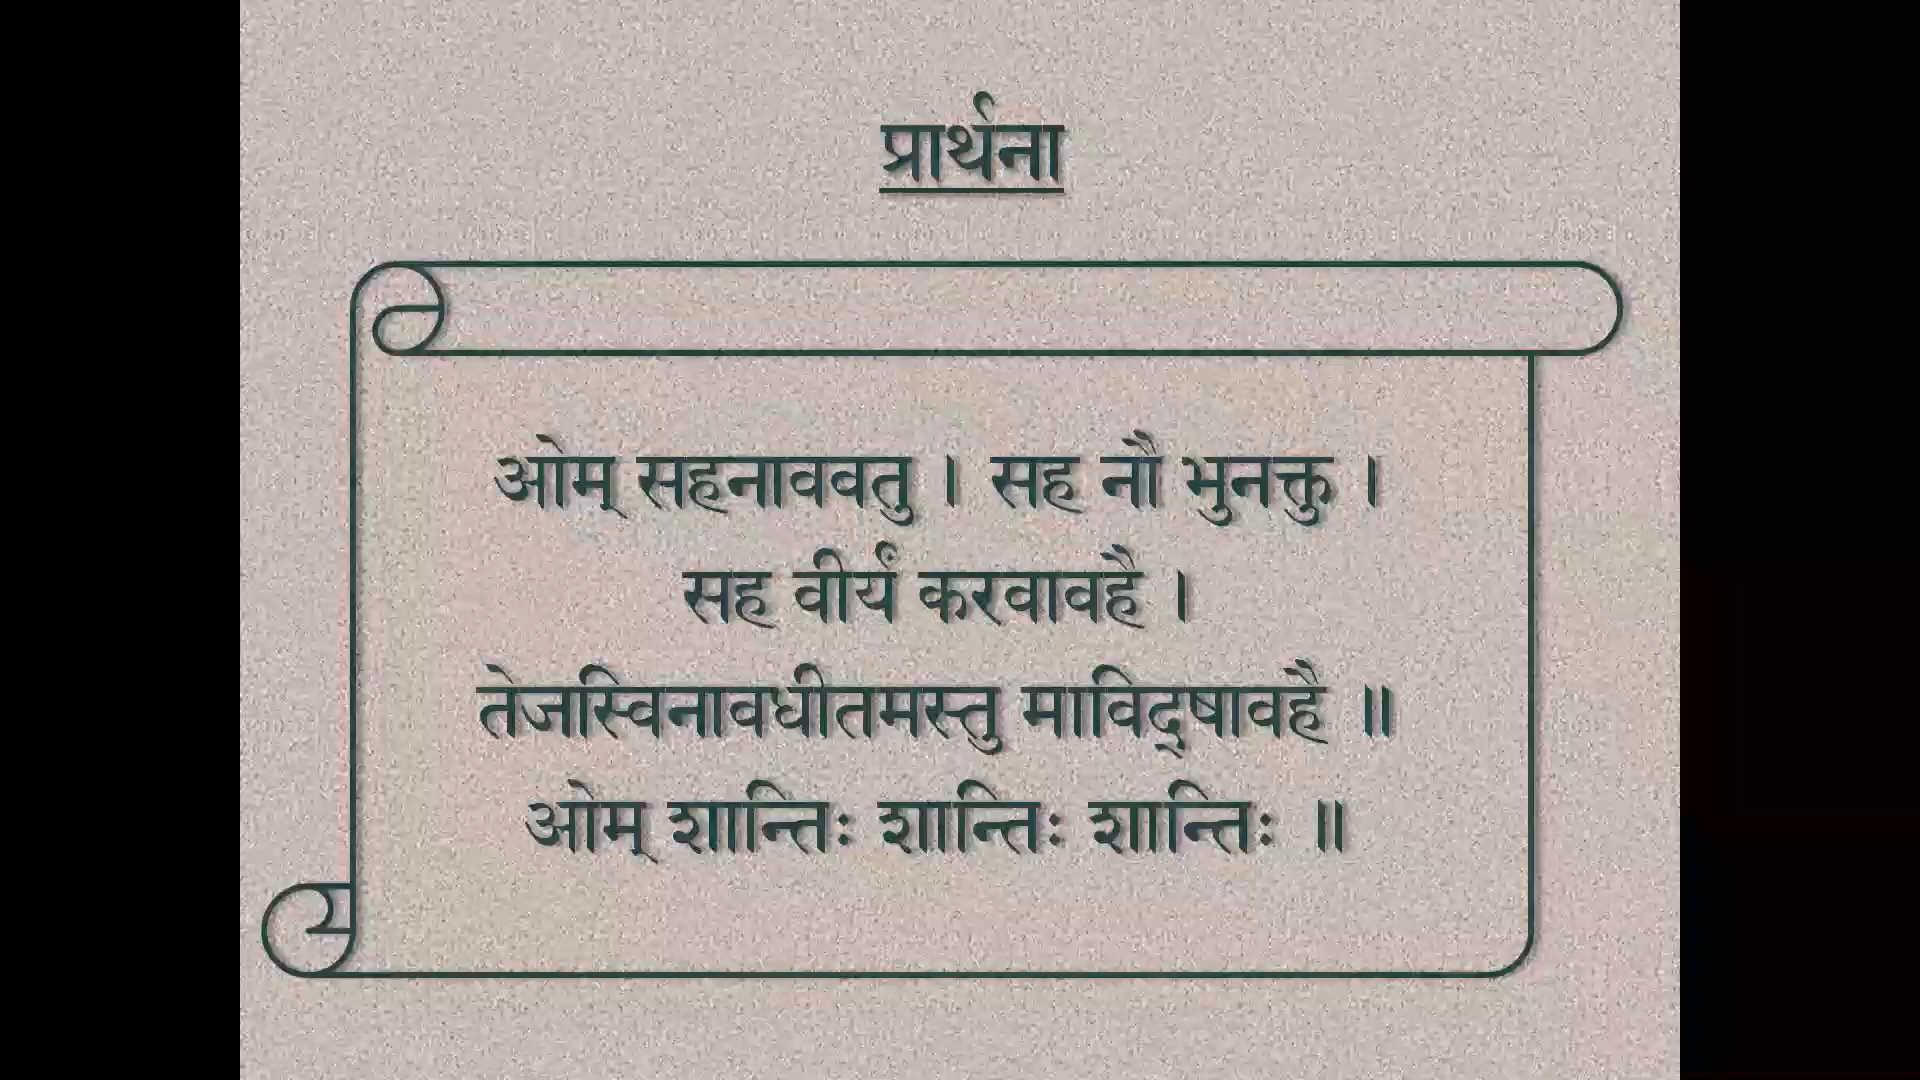 प्रार्थना
ओम् सहनाववतु । सह नौ भुनक्तु ।
सह वीर्यं करवावहै ।
तेजस्विनावधीतमस्तु माविद्‌षावहै ॥
ओम् शान्तिः शान्तिः शान्तिः ॥